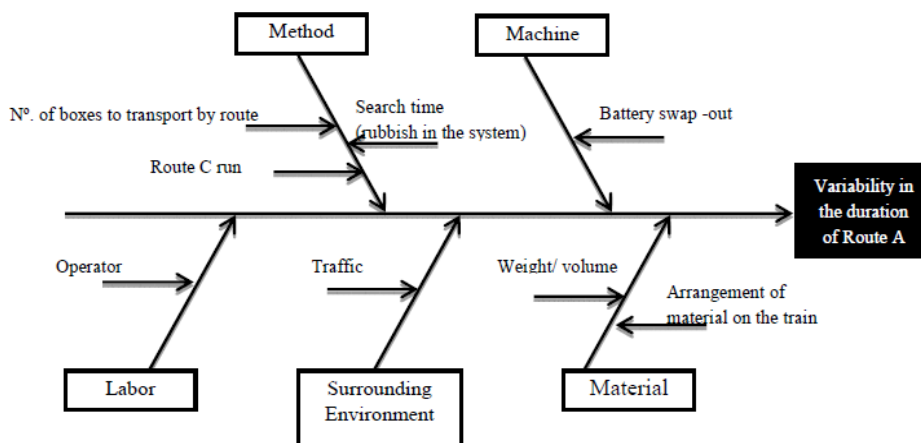 Method
Machine
Nº. of boxes to transport by route
Search time
(rubbish in the system)
Battery swap -out
Route C run
Variability in
the duration
of Route A
Operator
Traffic
Weight/ volume
Arrangement of
material on the train
Labor
Surrounding
Environment
Material